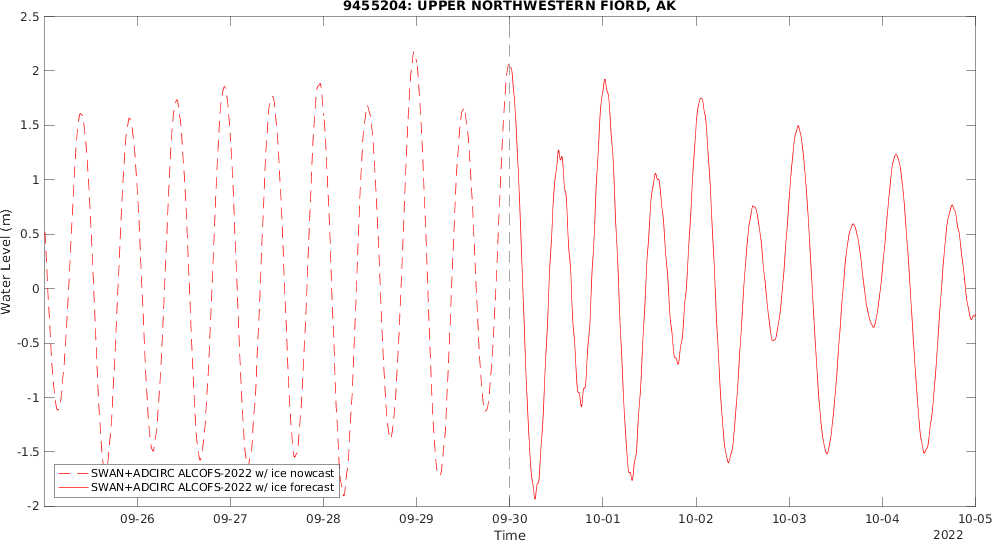 9455204: UPPER NORTHWESTERN FIORD, AK
2.5
2
1.5
1
0.5
0
-0.5
-1
-1.5
-2
Water Level (m)
SWAN+ADCIRC ALCOFS-2022 w/ ice nowcast
SWAN+ADCIRC ALCOFS-2022 w/ ice forecast
09-26 09-27 09-28 09-29 09-30 10-01 10-02 10-03 10-04 10-05
Time
2022